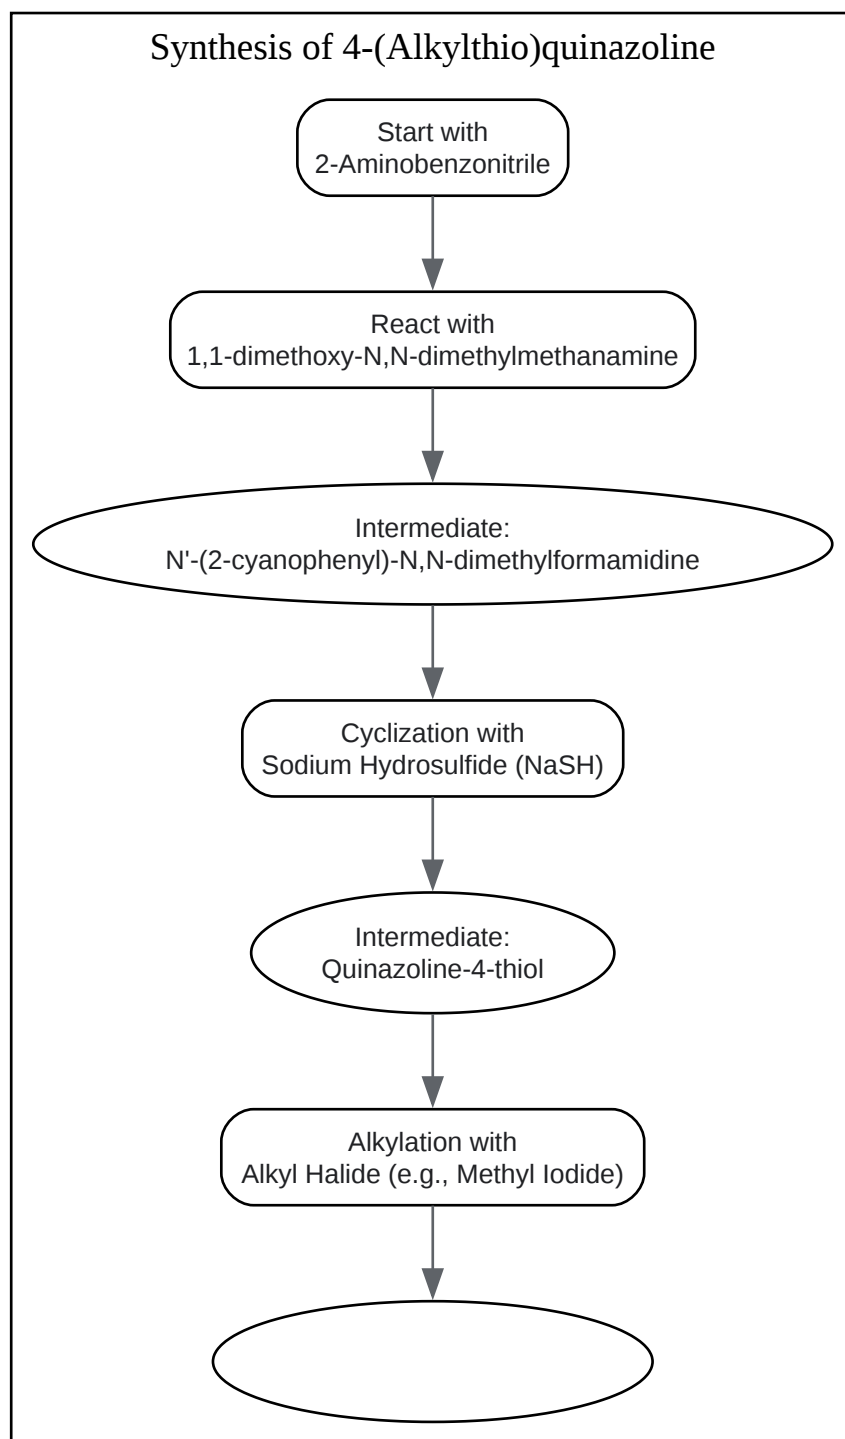 Synthesis of 4-(Alkylthio)quinazoline
Start with
2-Aminobenzonitrile
React with
1,1-dimethoxy-N,N-dimethylmethanamine
Intermediate:
N'-(2-cyanophenyl)-N,N-dimethylformamidine
Cyclization with
Sodium Hydrosulfide (NaSH)
Intermediate:
Quinazoline-4-thiol
Alkylation with
Alkyl Halide (e.g., Methyl Iodide)